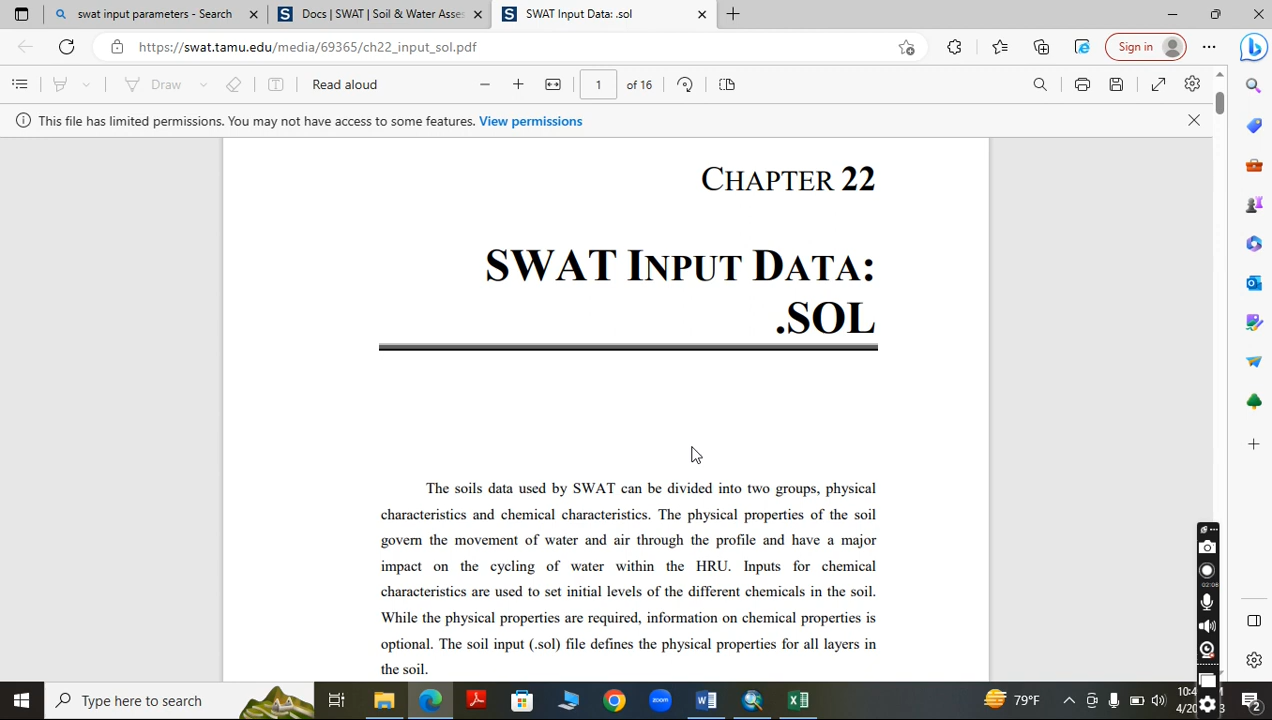 swat input parameters - Search
Docs | SWAT | Soil & Water Asses
SWAT Input Data: .sol
https://swat.tamu.edu/media/69365/ch22_input_sol.pdf
Sign in
Draw
Read aloud
1 of 16
This file has limited permissions. You may not have access to some features. View permissions
CHAPTER 22
SWAT INPUT DATA:
.SOL
The soils data used by SWAT can be divided into two groups, physical
characteristics and chemical characteristics. The physical properties of the soil
govern the movement of water and air through the profile and have a major
impact on the cycling of water within the HRU. Inputs for chemical
characteristics are used to set initial levels of the different chemicals in the soil.
While the physical properties are required, information on chemical properties is
optional. The soil input (.sol) file defines the physical properties for all layers in
the soil.
02:08
Type here to search
zoom
79°F
2